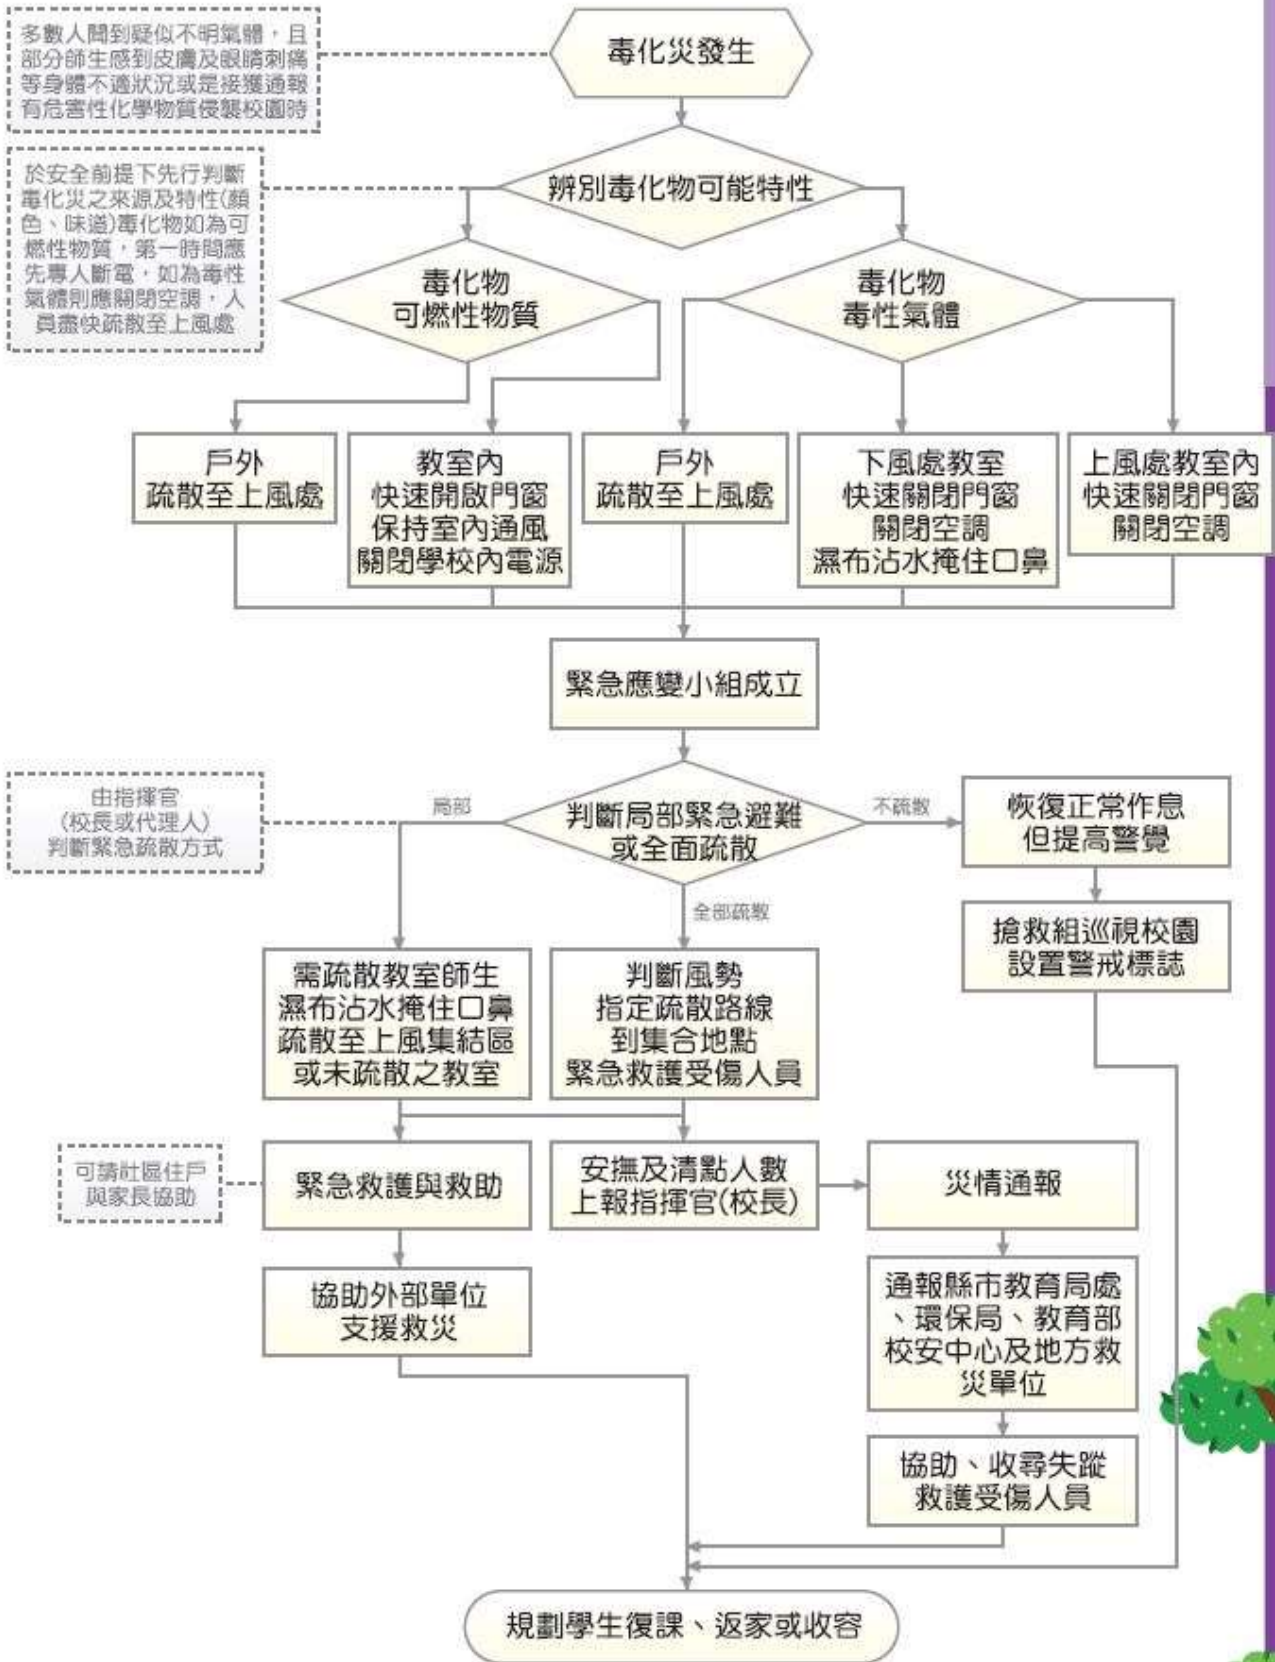 多數人聞到疑似不明氣體，且
部分師生感到皮膚及眼睛刺痛
等身體不適狀況或是接獲通報
有危害性化學物質侵襲校園時
毒化災發生
於安全前提下先行判斷
毒化災之來源及特性(顏
色、味道)毒化物如為可
燃性物質，第一時間應
先專人斷電，如為毒性
氣體則應關閉空調，人
員盡快疏散至上風處
辨別毒化物可能特性
毒化物
可燃性物質
毒化物
毒性氣體
戶外
疏散至上風處
教室內
快速開啟門窗
保持室內通風
關閉學校內電源
戶外
疏散至上風處
下風處教室
快速關閉門窗
關閉空調
濕布沾水掩住口鼻
上風處教室內
快速關閉門窗
關閉空調
緊急應變小組成立
由指揮官
(校長或代理人)
判斷緊急疏散方式
局部
判斷局部緊急避難
或全面疏散
不疏散
恢復正常作息
但提高警覺
全部疏散
搶救組巡視校園
設置警戒標誌
需疏散教室師生
濕布沾水掩住口鼻
疏散至上風集結區
或未疏散之教室
判斷風勢
指定疏散路線
到集合地點
緊急救護受傷人員
可請社區住戶
與家長協助
緊急救護與救助
安撫及清點人數
上報指揮官(校長)
災情通報
協助外部單位
支援救災
通報縣市教育局處
、環保局、教育部
校安中心及地方救
災單位
協助、收尋失蹤
救護受傷人員
規劃學生復課、返家或收容